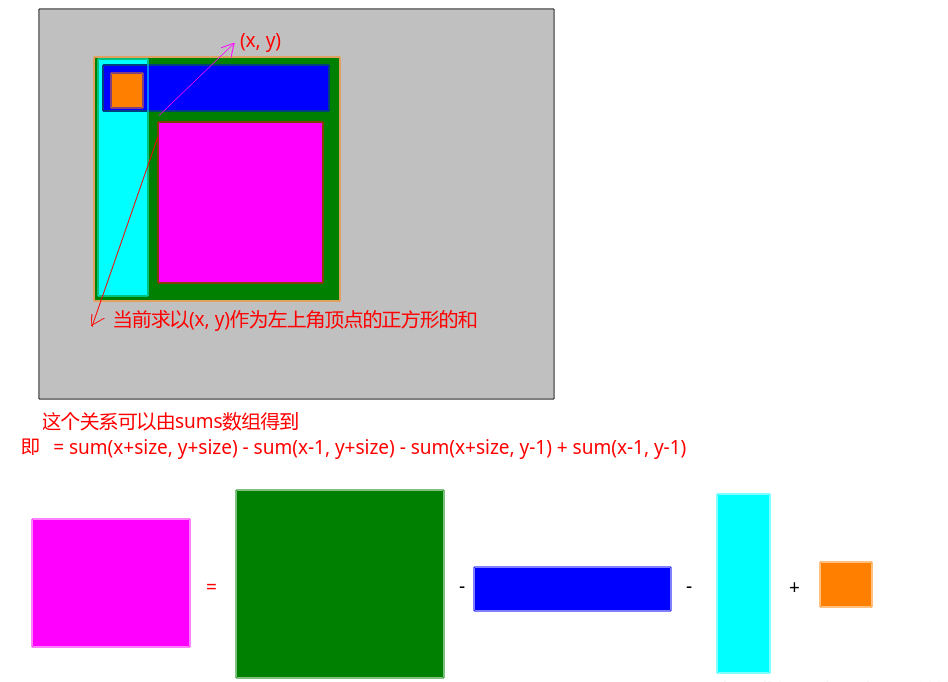 (x, y)
当前求以(x, y)作为左上角顶点的正方形的和
这个关系可以由sums数组得到
即 = sum(x+size, y+size) - sum(x-1, y+size) - sum(x+size, y-1) + sum(x-1, y-1)
= - - +